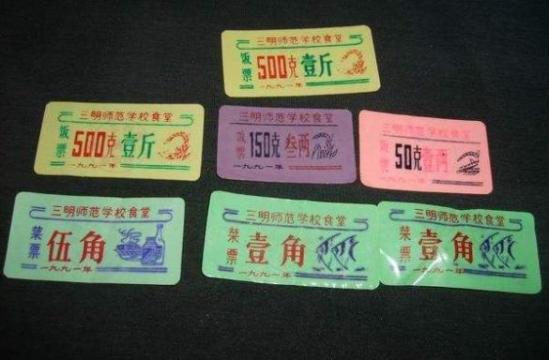 三明师范学校食堂
饭票
500克 壹斤
一九九一年
三明师范学校食堂
饭票
500克 壹斤
一九九一年
三明师范学校食堂
饭票
150克 叁两
一九九一年
三明师范学校食堂
饭票
50克 壹两
一九九一年
三明师范学校食堂
菜票
伍角
一九九一年
三明师范学校食堂
菜票
壹角
一九九一年
三明师范学校食堂
菜票
壹角
一九九一年